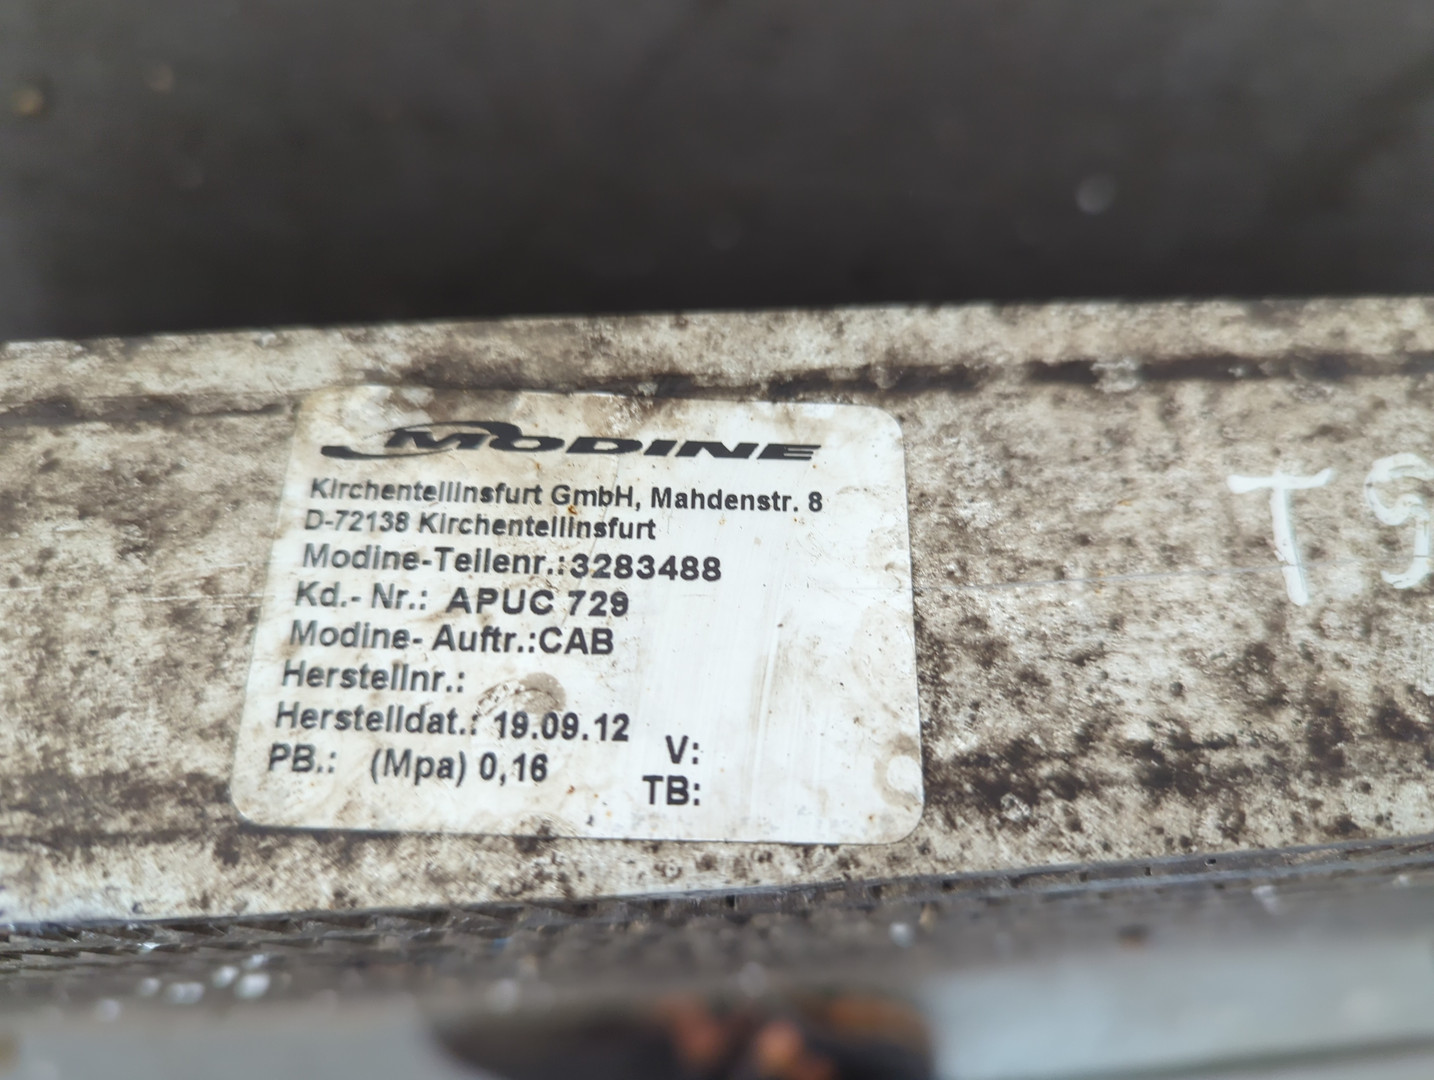 MODINE
Kirchentellinsfurt GmbH, Mahdenstr. 8
D-72138 Kirchentellinsfurt
Modine-Teilenr.:3283488
Kd.- Nr.: APUC 729
Modine- Auftr.:CAB
Herstellnr.:
Herstelldat.: 19.09.12
V:
PB.: (Mpa) 0,16
TB: